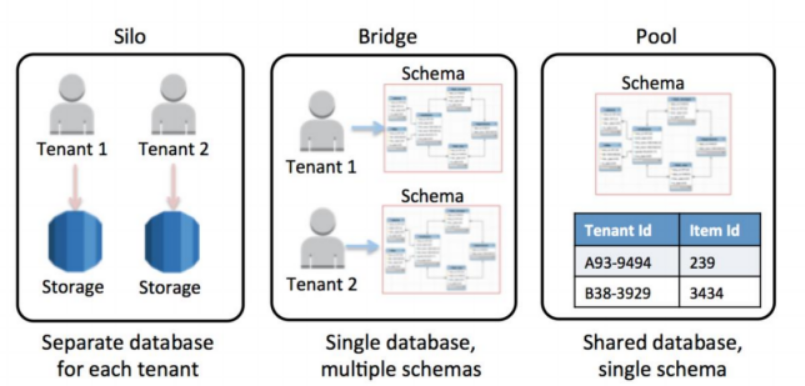 Silo
Tenant 1
Tenant 2
Storage
Storage
Separate database
for each tenant
Bridge
Schema
Tenant 1
Schema
Tenant 2
Single database,
multiple schemas
Pool
Schema
Tenant Id Item Id
A93-9494 239
B38-3929 3434
Shared database,
single schema